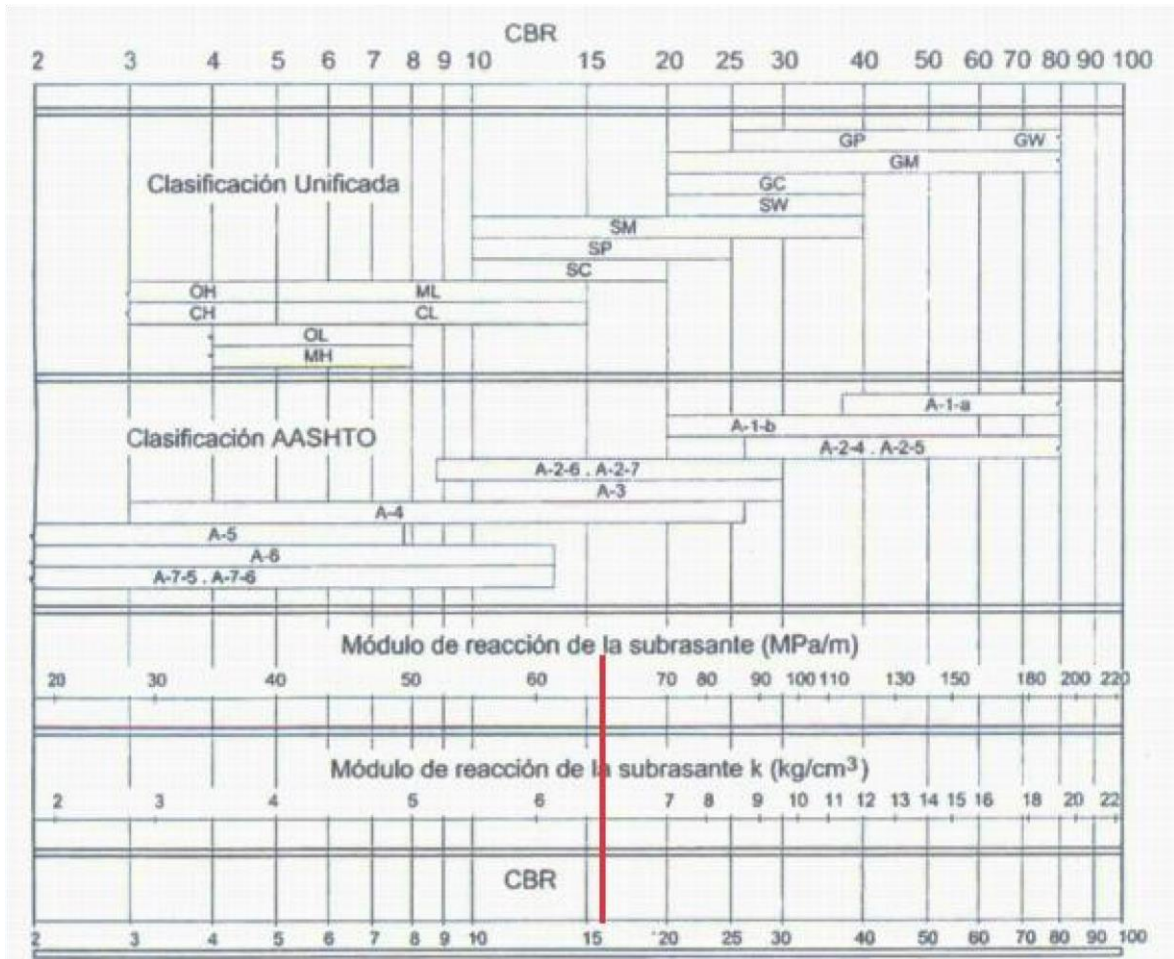 CBR
2 3 4 5 6 7 8 9 10 15 20 25 30 40 50 60 70 80 90 100
GP GW
GM
Clasificación Unificada
GC
SW
SM
SP
SC
OH ML
CH CL
OL
MH
A-1-a
A-1-b
Clasificación AASHTO
A-2-4 . A-2-5
A-2-6 . A-2-7
A-3
A-4
A-5
A-6
A-7-5 . A-7-6
Módulo de reacción de la subrasante (MPa/m)
20 30 40 50 60 70 80 90 100 110 130 150 180 200 220
Módulo de reacción de la subrasante k (kg/cm³)
2 3 4 5 6 7 8 9 10 11 12 13 14 15 16 18 20 22
CBR
2 3 4 5 6 7 8 9 10 15 20 25 30 40 50 60 70 80 90 100